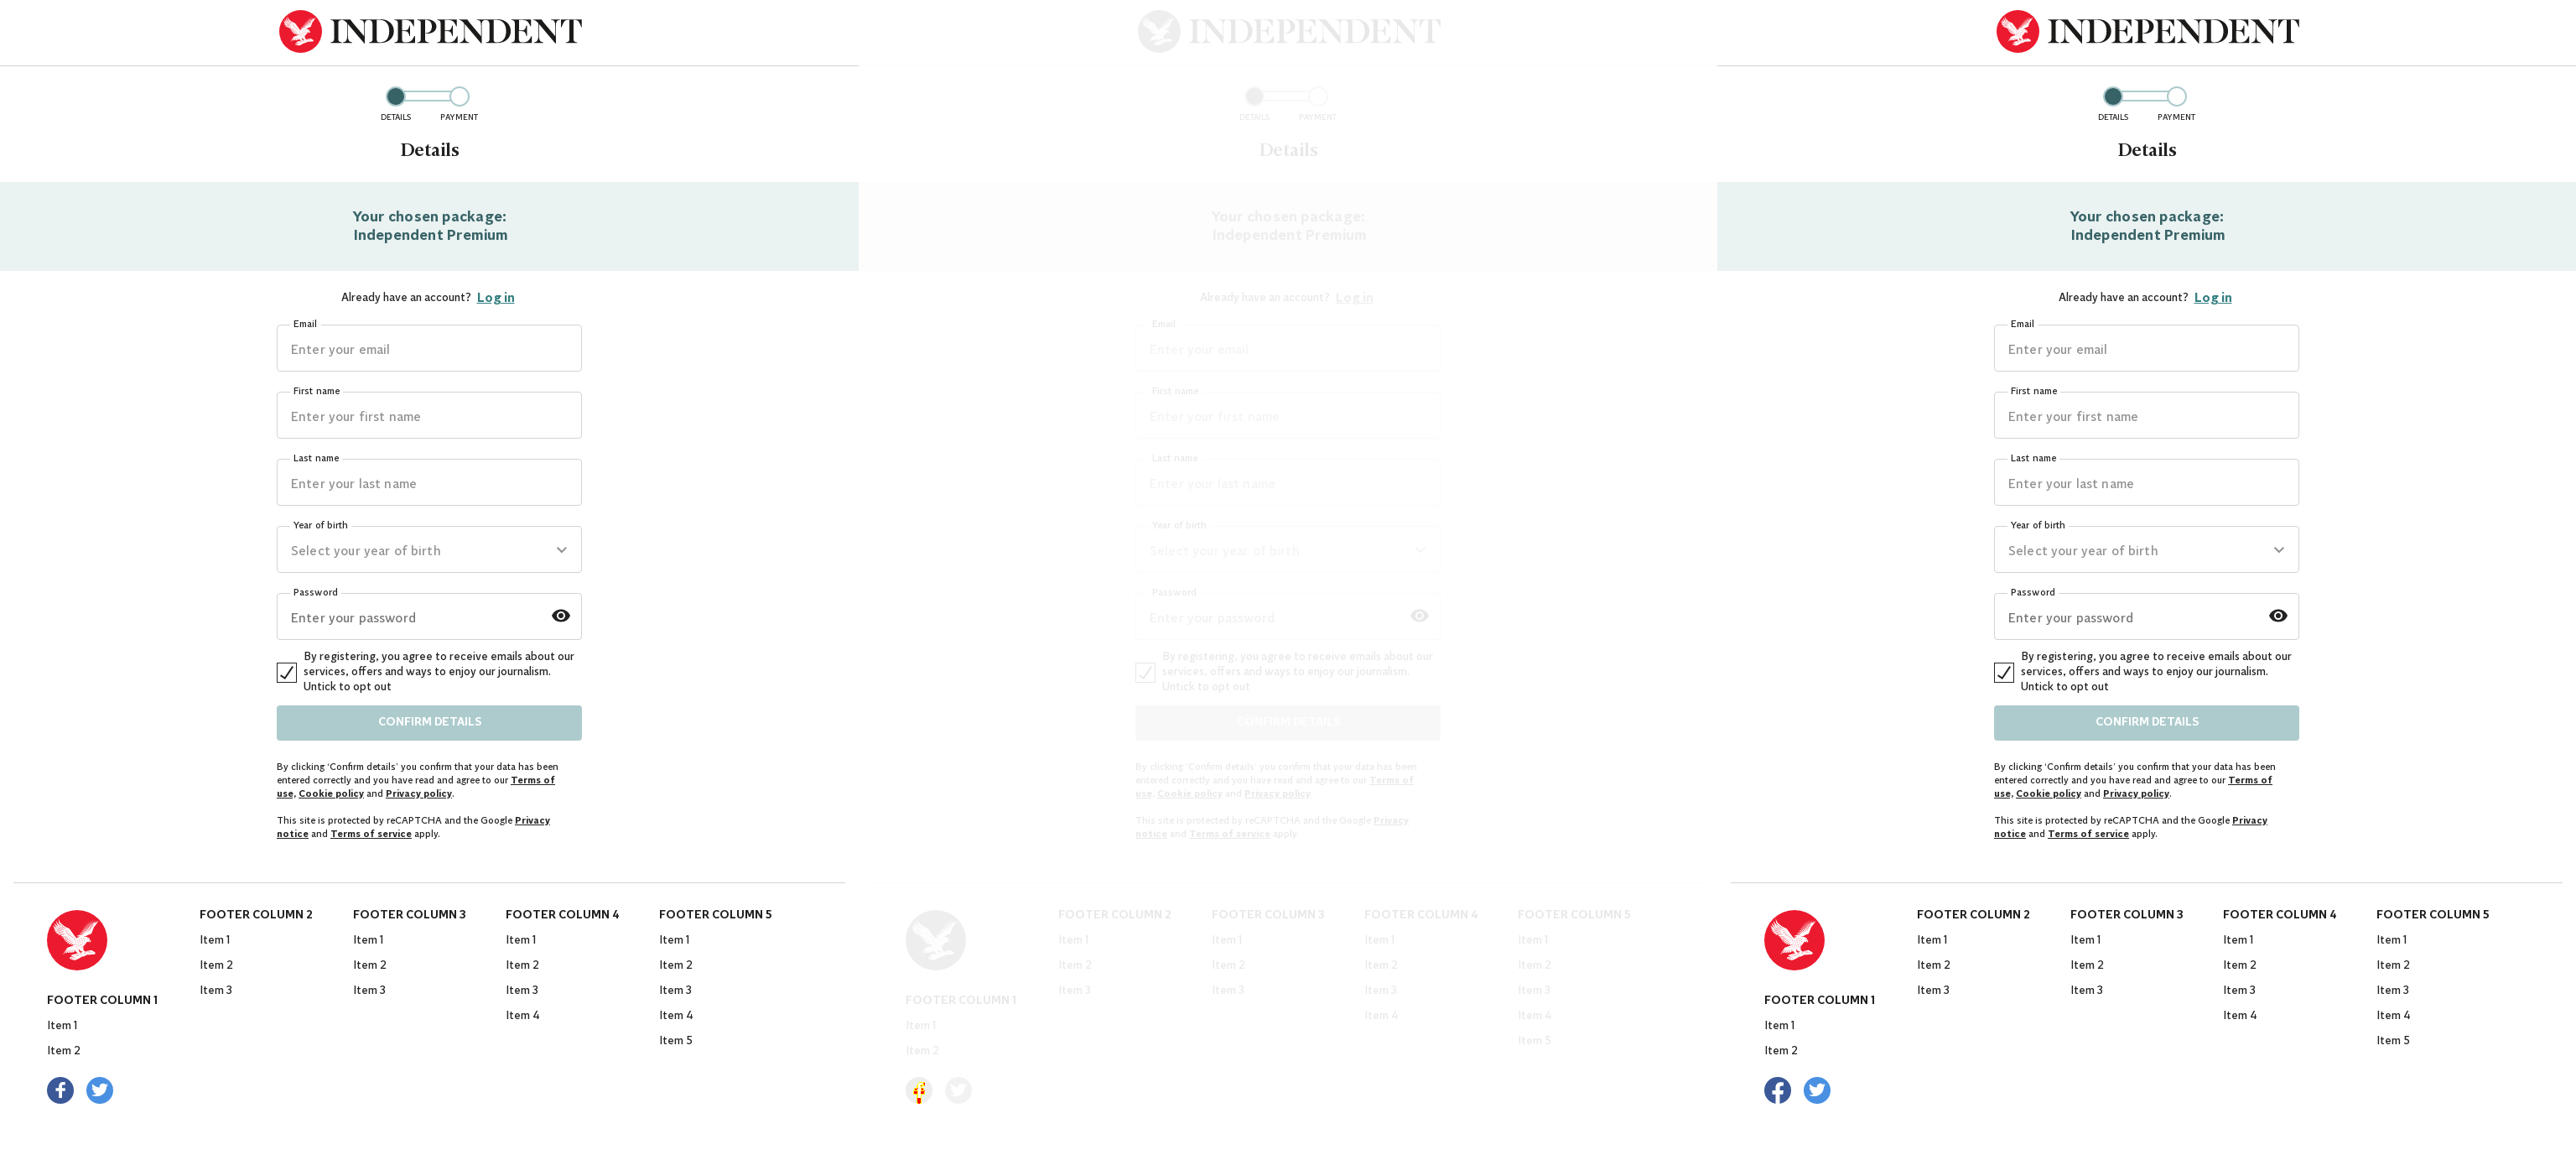 INDEPENDENT
DETAILS PAYMENT
Details
Your chosen package:
Independent Premium
Already have an account? Log in
Email
Enter your email
First name
Enter your first name
Last name
Enter your last name
Year of birth
Select your year of birth
Password
Enter your password
By registering, you agree to receive emails about our
services, offers and ways to enjoy our journalism.
Untick to opt out
CONFIRM DETAILS
By clicking ‘Confirm details’ you confirm that your data has been
entered correctly and you have read and agree to our Terms of
use, Cookie policy and Privacy policy.
This site is protected by reCAPTCHA and the Google Privacy
notice and Terms of service apply.
FOOTER COLUMN 1
Item 1
Item 2
FOOTER COLUMN 2
Item 1
Item 2
Item 3
FOOTER COLUMN 3
Item 1
Item 2
Item 3
FOOTER COLUMN 4
Item 1
Item 2
Item 3
Item 4
FOOTER COLUMN 5
Item 1
Item 2
Item 3
Item 4
Item 5
INDEPENDENT
DETAILS PAYMENT
Details
Your chosen package:
Independent Premium
Already have an account? Log in
Email
Enter your email
First name
Enter your first name
Last name
Enter your last name
Year of birth
Select your year of birth
Password
Enter your password
By registering, you agree to receive emails about our
services, offers and ways to enjoy our journalism.
Untick to opt out
CONFIRM DETAILS
By clicking ‘Confirm details’ you confirm that your data has been
entered correctly and you have read and agree to our Terms of
use, Cookie policy and Privacy policy.
This site is protected by reCAPTCHA and the Google Privacy
notice and Terms of service apply.
FOOTER COLUMN 1
Item 1
Item 2
FOOTER COLUMN 2
Item 1
Item 2
Item 3
FOOTER COLUMN 3
Item 1
Item 2
Item 3
FOOTER COLUMN 4
Item 1
Item 2
Item 3
Item 4
FOOTER COLUMN 5
Item 1
Item 2
Item 3
Item 4
Item 5
INDEPENDENT
DETAILS PAYMENT
Details
Your chosen package:
Independent Premium
Already have an account? Log in
Email
Enter your email
First name
Enter your first name
Last name
Enter your last name
Year of birth
Select your year of birth
Password
Enter your password
By registering, you agree to receive emails about our
services, offers and ways to enjoy our journalism.
Untick to opt out
CONFIRM DETAILS
By clicking ‘Confirm details’ you confirm that your data has been
entered correctly and you have read and agree to our Terms of
use, Cookie policy and Privacy policy.
This site is protected by reCAPTCHA and the Google Privacy
notice and Terms of service apply.
FOOTER COLUMN 1
Item 1
Item 2
FOOTER COLUMN 2
Item 1
Item 2
Item 3
FOOTER COLUMN 3
Item 1
Item 2
Item 3
FOOTER COLUMN 4
Item 1
Item 2
Item 3
Item 4
FOOTER COLUMN 5
Item 1
Item 2
Item 3
Item 4
Item 5